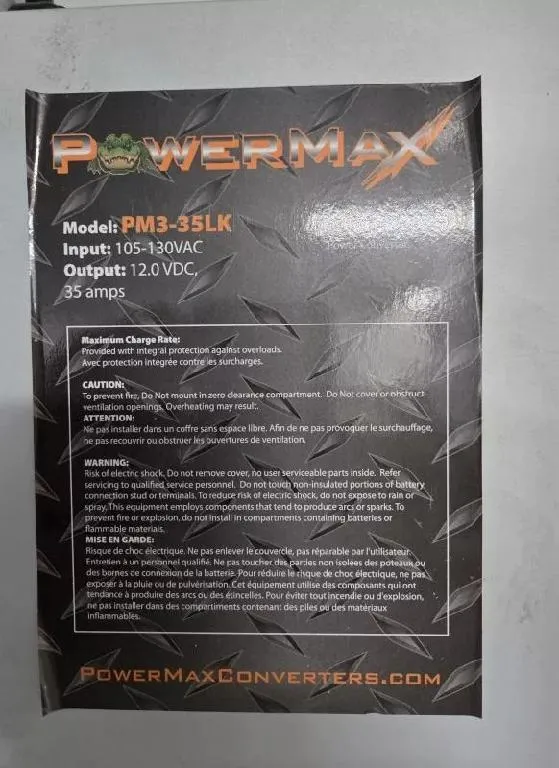 POWERMAX
Model: PM3-35LK
Input: 105-130VAC
Power Converter
Output: 12.0 VDC,
35 amps
Maximum Charge Rate:
Provided with integral protection against overloads.
Avec protection integrée contre les surcharges.
CAUTION:
To prevent fire, Do Not mount in zero clearance compartment. Do Not cover or obstruct
ventilation openings. Overheating may result.
ATTENTION:
Ne pas installer dans un coffre sans espace libre. Afin de ne pas provoquer le surchauffage,
ne pas recouvrir ou obstruer les ouvertures de ventilation.
WARNING:
Risk of electric shock. Do not remove cover, no user serviceable parts inside. Refer
servicing to qualified service personnel. Do not touch non-insulated portions of battery
connection stud or terminals. To reduce risk of electric shock, do not expose to rain or
spray. This equipment employs components that tend to produce arcs or sparks. To
prevent fire or explosion, do not install in compartments containing batteries or
flammable materials.
MISE EN GARDE:
Risque de choc électrique. Ne pas enlever le couvercle, pas réparable par l'utilisateur.
Entretien à un personnel qualifié. Ne pas toucher des parties non isolées des poteaux ou
des bornes ce connexion de la batterie. Pour réduire le risque de choc électrique, ne pas
exposer à la pluie ou de pulvérisation. Cet équipement utilise des composants qui ont
tendance à produire des arcs ou des étincelles. Pour éviter tout incendie ou d'explosion,
ne pas installer dans des compartiments contenant des piles ou des matériaux
inflammables.
POWERMAXCONVERTERS.COM